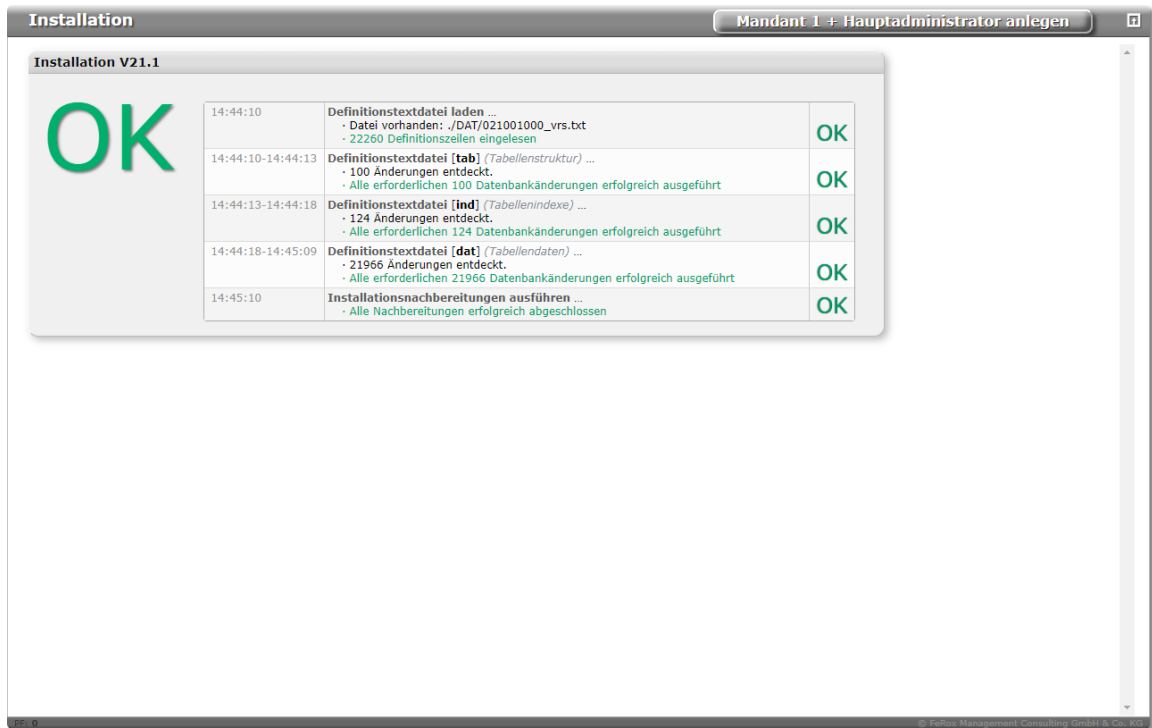 Installation
Mandant 1 + Hauptadministrator anlegen
Installation V21.1
OK
14:44:10
Definitionstextdatei laden ...
· Datei vorhanden: ./DAT/021001000_vrs.txt
· 22260 Definitionszeilen eingelesen
OK
14:44:10-14:44:13
Definitionstextdatei [tab] (Tabellenstruktur) ...
· 100 Änderungen entdeckt.
· Alle erforderlichen 100 Datenbankänderungen erfolgreich ausgeführt
OK
14:44:13-14:44:18
Definitionstextdatei [ind] (Tabellenindexe) ...
· 124 Änderungen entdeckt.
· Alle erforderlichen 124 Datenbankänderungen erfolgreich ausgeführt
OK
14:44:18-14:45:09
Definitionstextdatei [dat] (Tabellendaten) ...
· 21966 Änderungen entdeckt.
· Alle erforderlichen 21966 Datenbankänderungen erfolgreich ausgeführt
OK
14:45:10
Installationsnachbereitungen ausführen ...
· Alle Nachbereitungen erfolgreich abgeschlossen
OK
PF: 0
© FeRox Management Consulting GmbH & Co. KG